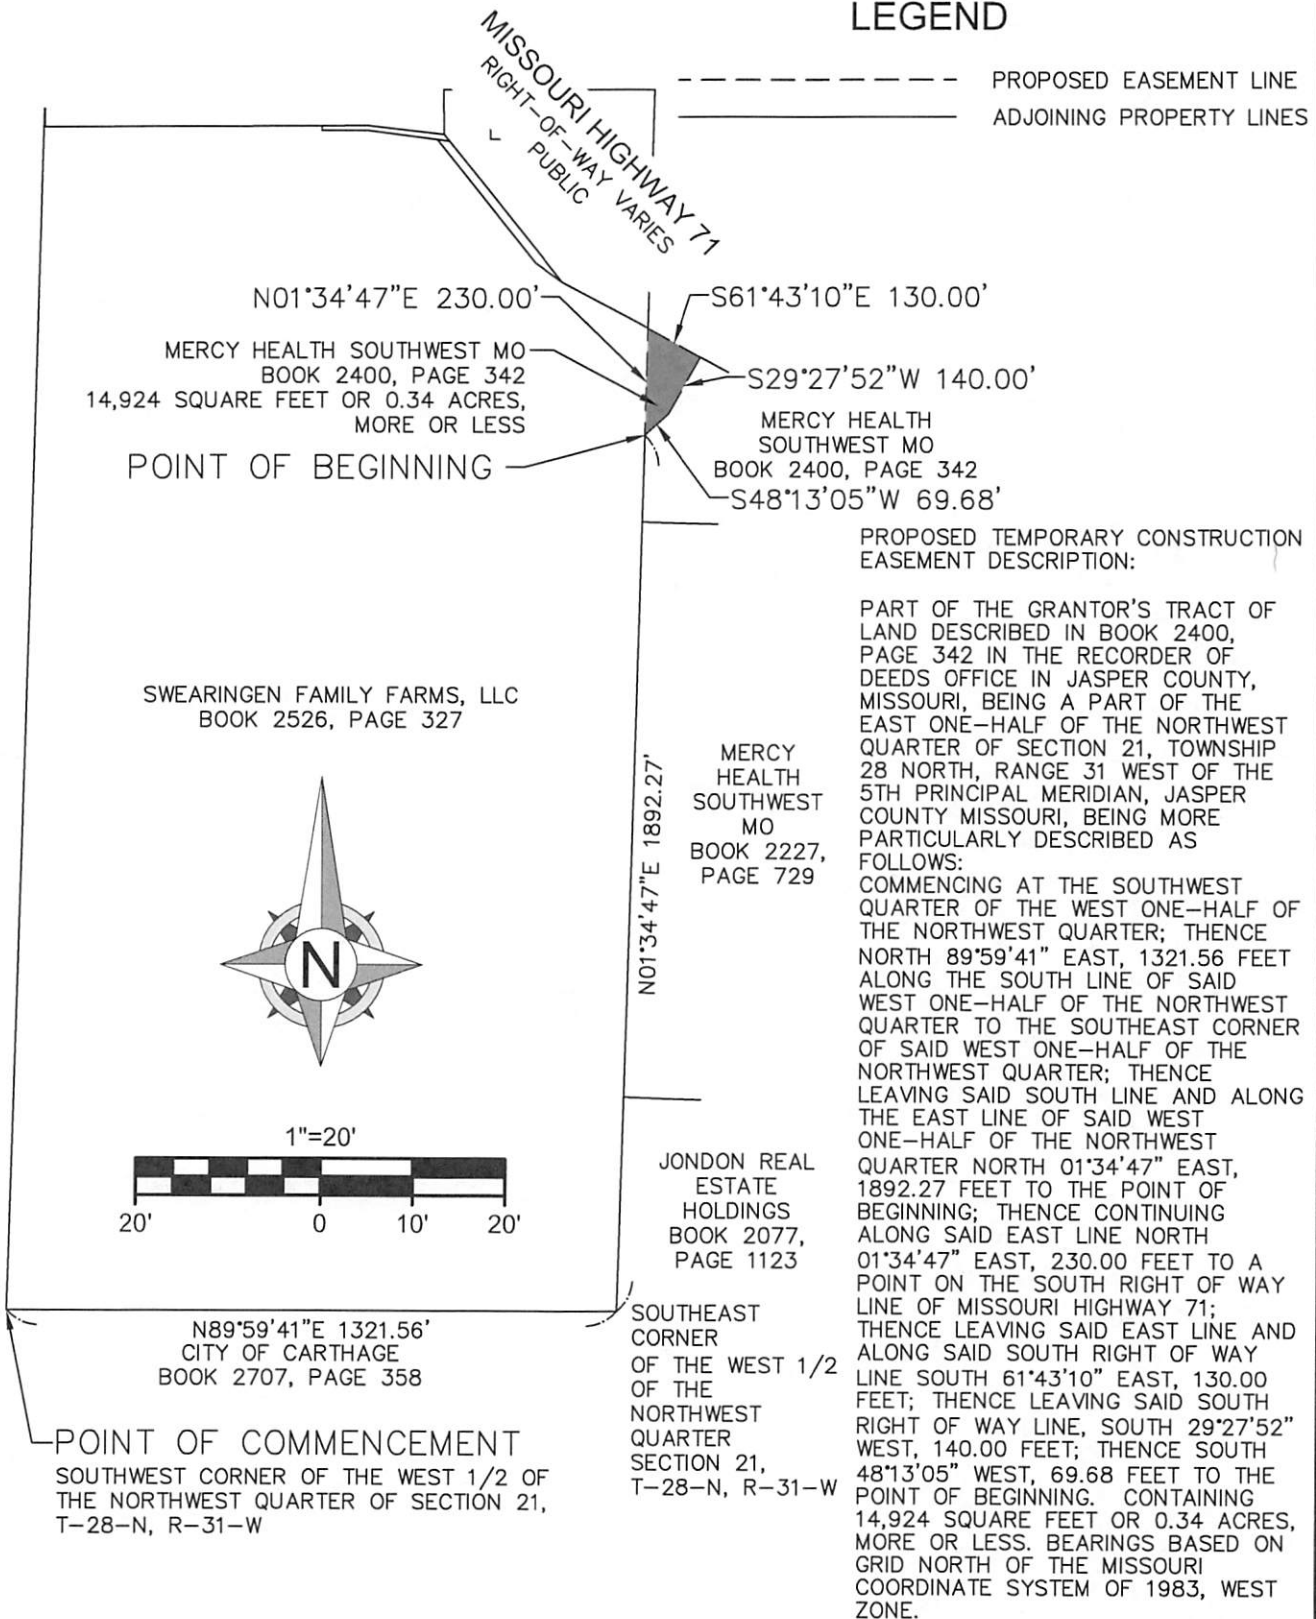 LEGEND
PROPOSED EASEMENT LINE
ADJOINING PROPERTY LINES
MISSOURI HIGHWAY 71
RIGHT-OF-WAY VARIES
PUBLIC
N01°34'47"E 230.00'
S61°43'10"E 130.00'
MERCY HEALTH SOUTHWEST MO
BOOK 2400, PAGE 342
14,924 SQUARE FEET OR 0.34 ACRES,
MORE OR LESS
S29°27'52"W 140.00'
MERCY HEALTH
SOUTHWEST MO
BOOK 2400, PAGE 342
POINT OF BEGINNING
S48°13'05"W 69.68'
SWEARINGEN FAMILY FARMS, LLC
BOOK 2526, PAGE 327
N01°34'47"E 1892.27'
MERCY
HEALTH
SOUTHWEST
MO
BOOK 2227,
PAGE 729
N
1"=20'
20'
0
10'
20'
JONDON REAL
ESTATE
HOLDINGS
BOOK 2077,
PAGE 1123
N89°59'41"E 1321.56'
CITY OF CARTHAGE
BOOK 2707, PAGE 358
SOUTHEAST
CORNER
OF THE WEST 1/2
OF THE
NORTHWEST
QUARTER
SECTION 21,
T-28-N, R-31-W
POINT OF COMMENCEMENT
SOUTHWEST CORNER OF THE WEST 1/2 OF
THE NORTHWEST QUARTER OF SECTION 21,
T-28-N, R-31-W
PROPOSED TEMPORARY CONSTRUCTION
EASEMENT DESCRIPTION:
PART OF THE GRANTOR'S TRACT OF
LAND DESCRIBED IN BOOK 2400,
PAGE 342 IN THE RECORDER OF
DEEDS OFFICE IN JASPER COUNTY,
MISSOURI, BEING A PART OF THE
EAST ONE-HALF OF THE NORTHWEST
QUARTER OF SECTION 21, TOWNSHIP
28 NORTH, RANGE 31 WEST OF THE
5TH PRINCIPAL MERIDIAN, JASPER
COUNTY MISSOURI, BEING MORE
PARTICULARLY DESCRIBED AS
FOLLOWS:
COMMENCING AT THE SOUTHWEST
QUARTER OF THE WEST ONE-HALF OF
THE NORTHWEST QUARTER; THENCE
NORTH 89°59'41" EAST, 1321.56 FEET
ALONG THE SOUTH LINE OF SAID
WEST ONE-HALF OF THE NORTHWEST
QUARTER TO THE SOUTHEAST CORNER
OF SAID WEST ONE-HALF OF THE
NORTHWEST QUARTER; THENCE
LEAVING SAID SOUTH LINE AND ALONG
THE EAST LINE OF SAID WEST
ONE-HALF OF THE NORTHWEST
QUARTER NORTH 01°34'47" EAST,
1892.27 FEET TO THE POINT OF
BEGINNING; THENCE CONTINUING
ALONG SAID EAST LINE NORTH
01°34'47" EAST, 230.00 FEET TO A
POINT ON THE SOUTH RIGHT OF WAY
LINE OF MISSOURI HIGHWAY 71;
THENCE LEAVING SAID EAST LINE AND
ALONG SAID SOUTH RIGHT OF WAY
LINE SOUTH 61°43'10" EAST, 130.00
FEET; THENCE LEAVING SAID SOUTH
RIGHT OF WAY LINE, SOUTH 29°27'52"
WEST, 140.00 FEET; THENCE SOUTH
48°13'05" WEST, 69.68 FEET TO THE
POINT OF BEGINNING. CONTAINING
14,924 SQUARE FEET OR 0.34 ACRES,
MORE OR LESS. BEARINGS BASED ON
GRID NORTH OF THE MISSOURI
COORDINATE SYSTEM OF 1983, WEST
ZONE.